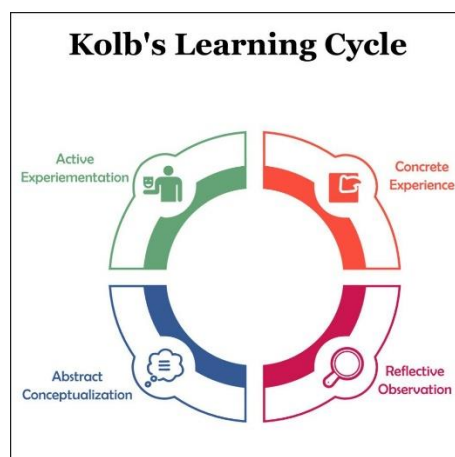 Kolb's Learning Cycle
Active
Experiementation
Concrete
Experience
Abstract
Conceptualization
Reflective
Observation